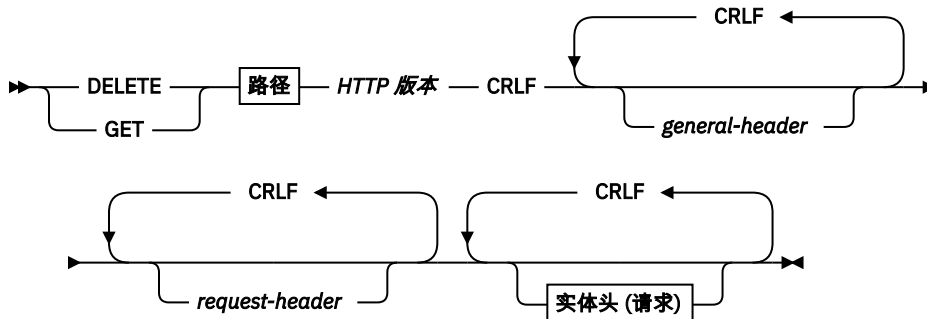 CRLF
DELETE 路径 HTTP 版本 CRLF
GET general-header
CRLF CRLF
request-header 实体头 (请求)